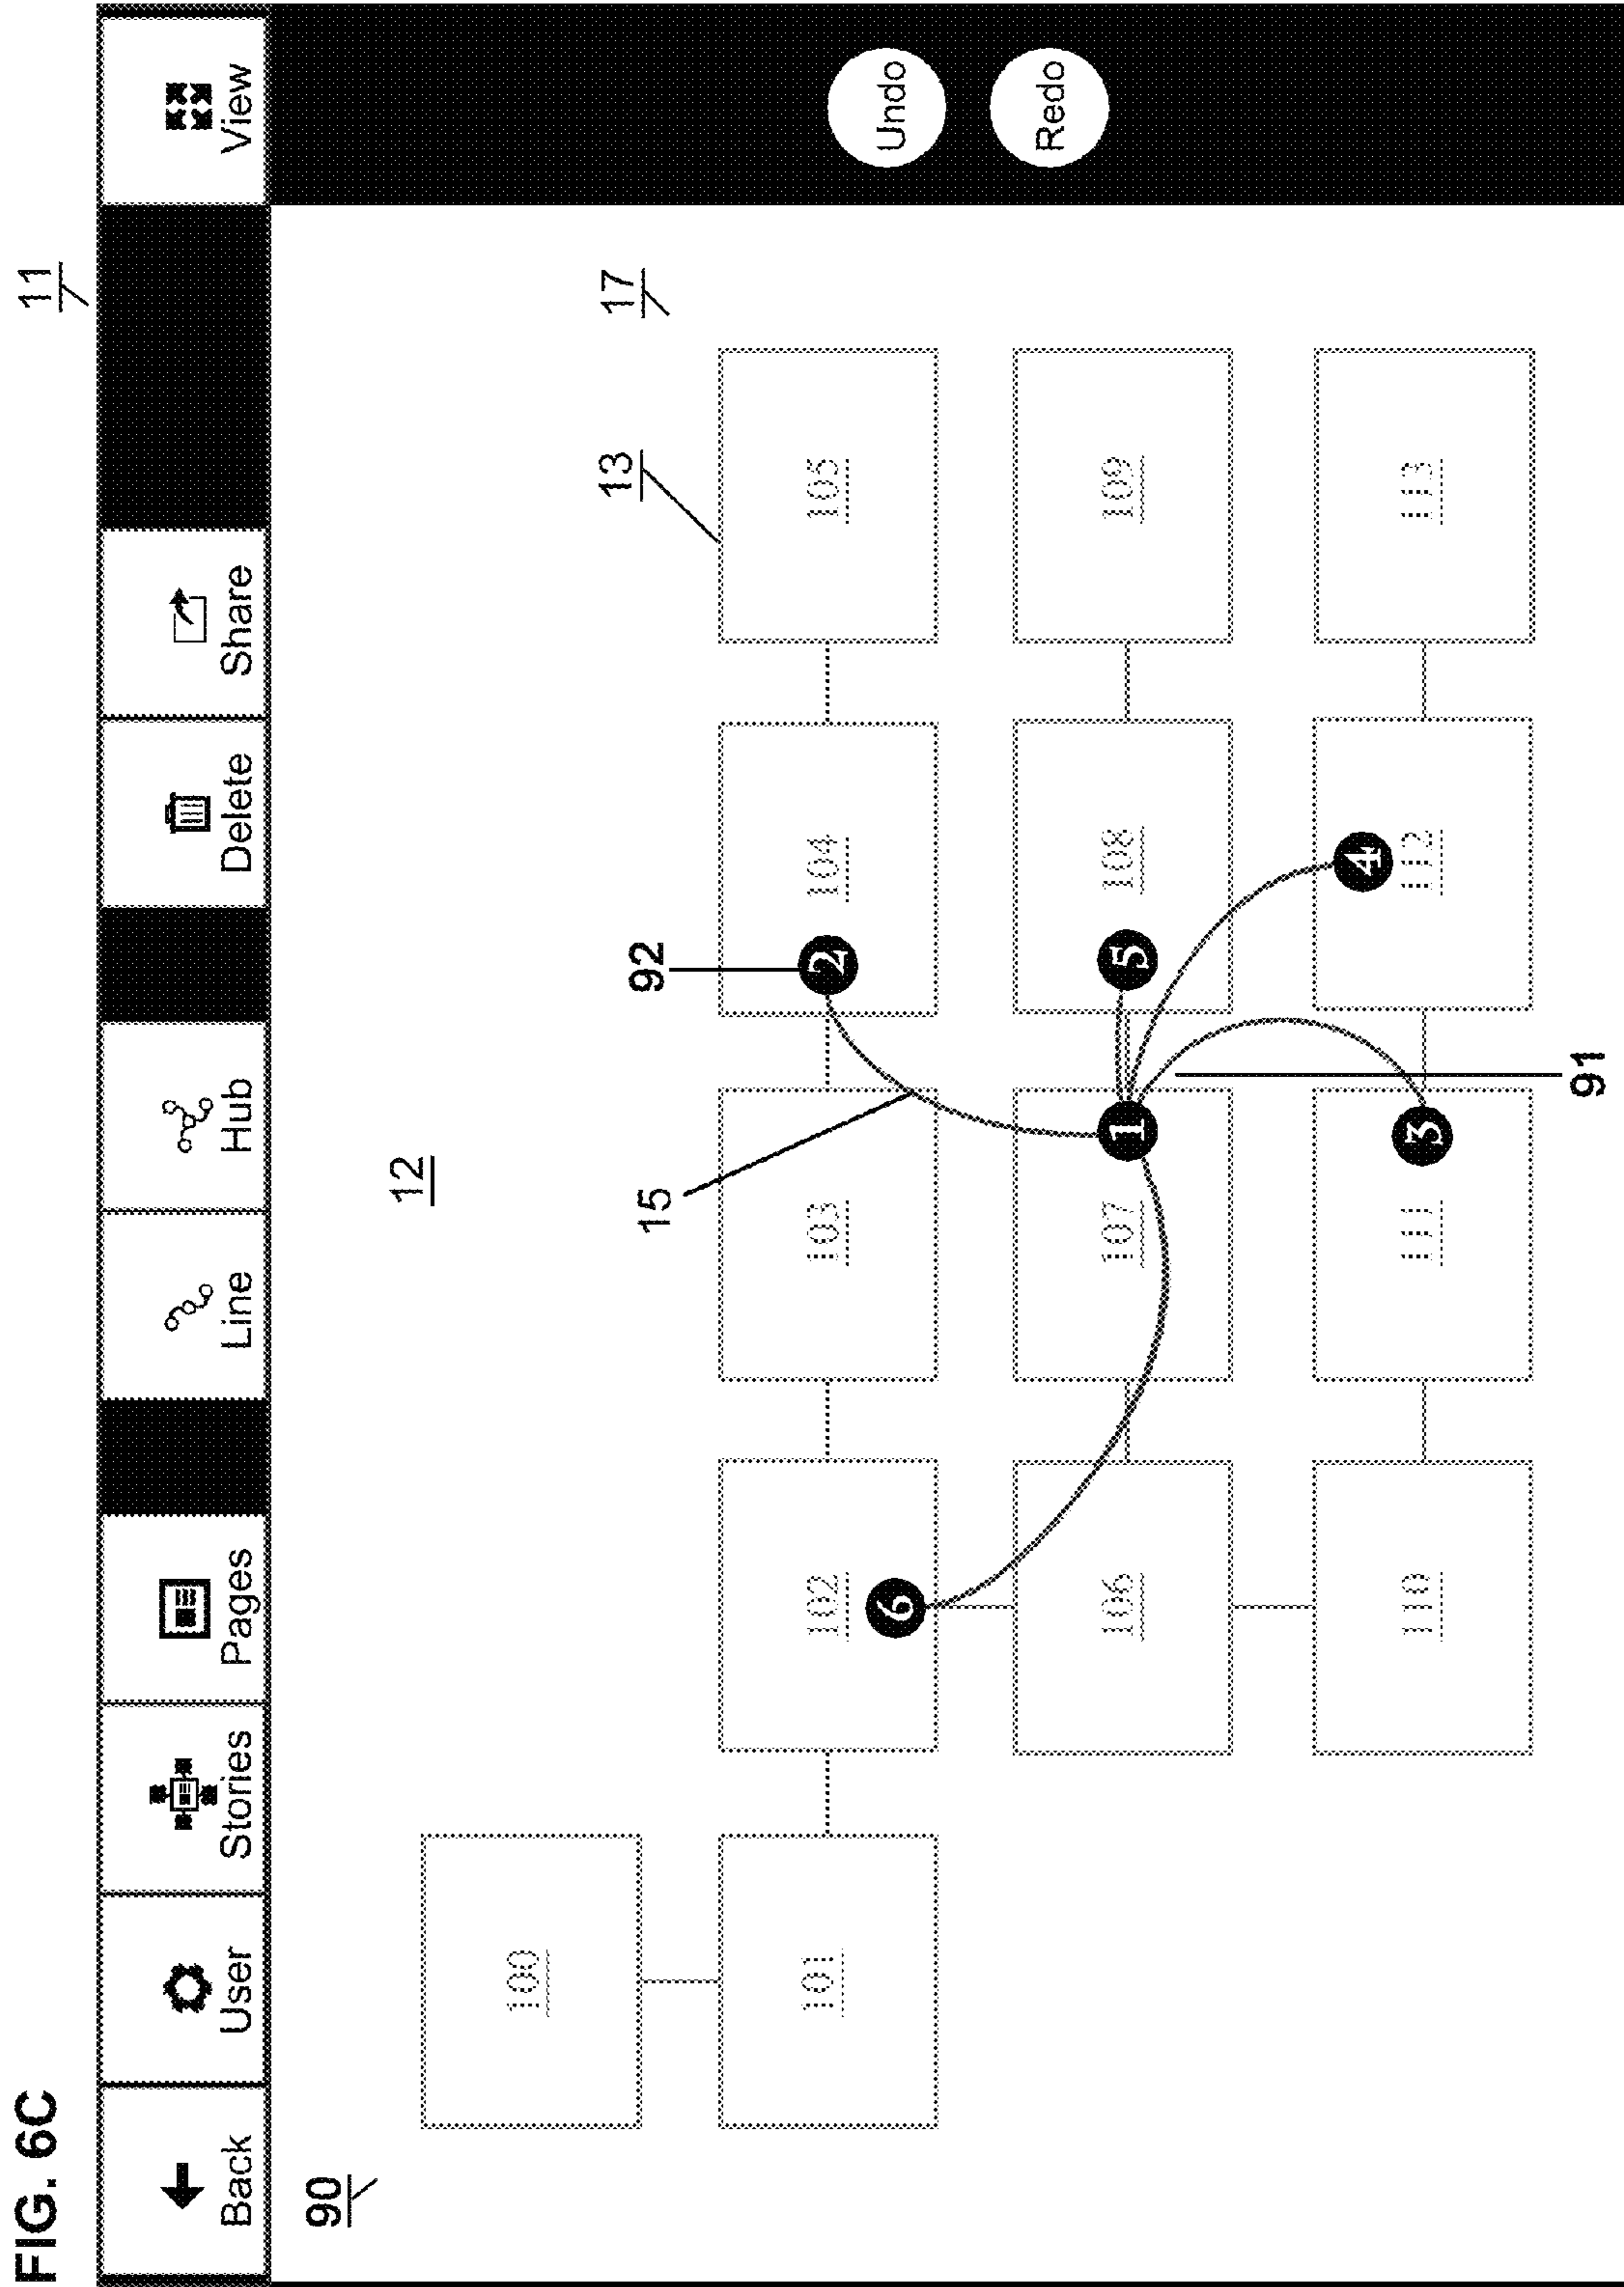 FIG. 6C
11
Back
User
Stories
Pages
Line
Hub
Delete
Share
View
90
12
17
100
15
92
13
101
102
103
104
105
2
6
Undo
106
107
108
109
1
5
Redo
110
111
112
113
3
4
91